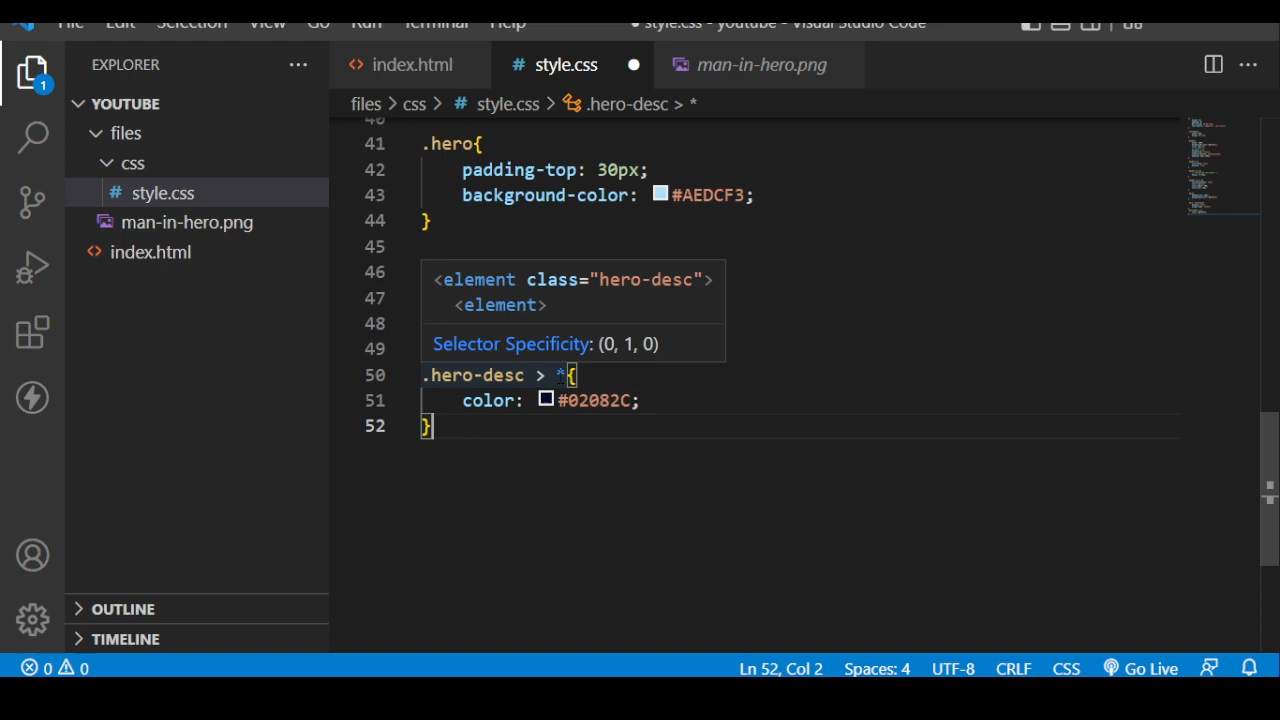 File Edit Selection View Go Run Terminal Help
● style.css - youtube - Visual Studio Code
1
EXPLORER ···
YOUTUBE
files
css
# style.css
man-in-hero.png
<> index.html
OUTLINE
TIMELINE
<> index.html
# style.css ●
man-in-hero.png
···
files > css > # style.css > .hero-desc > *
40
41 .hero{
42 padding-top: 30px;
43 background-color: #AEDCF3;
44 }
45
46
47
48
49
<element class="hero-desc">
<element>
Selector Specificity: (0, 1, 0)
50 .hero-desc > *{
51 color: #02082C;
52 }
0 0
Ln 52, Col 2 Spaces: 4 UTF-8 CRLF CSS Go Live